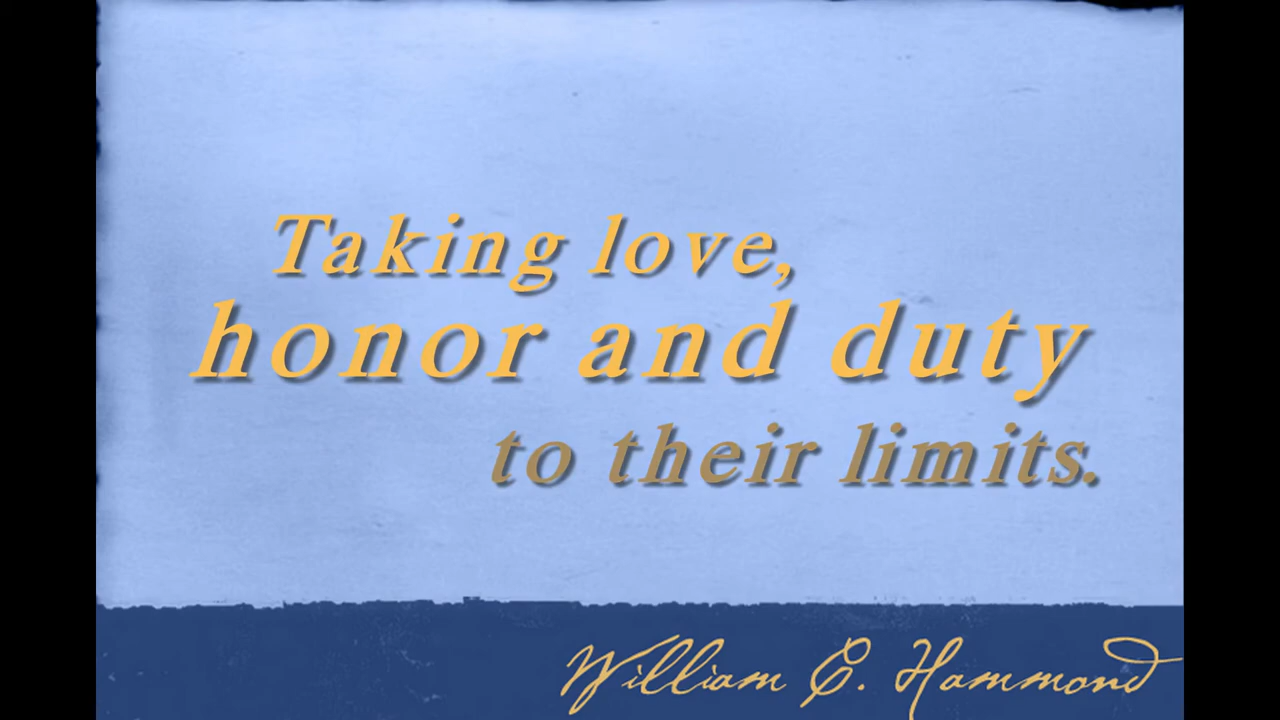 Taking love,
honor and duty
to their limits.
William E. Hammond